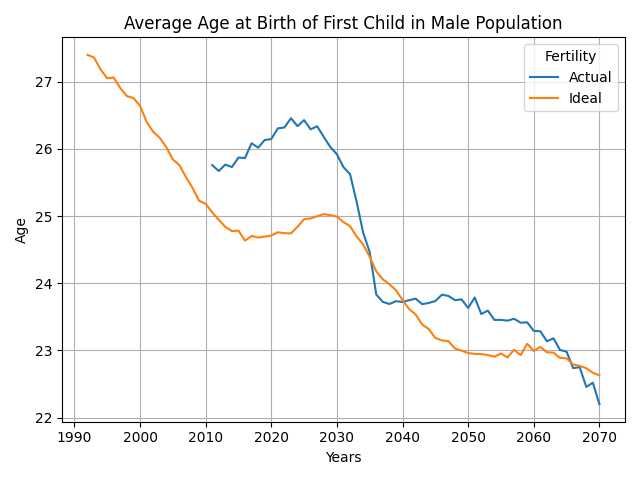 Average Age at Birth of First Child in Male Population
Fertility
Actual
Ideal
27
26
25
24
23
22
Age
1990
2000
2010
2020
2030
2040
2050
2060
2070
Years